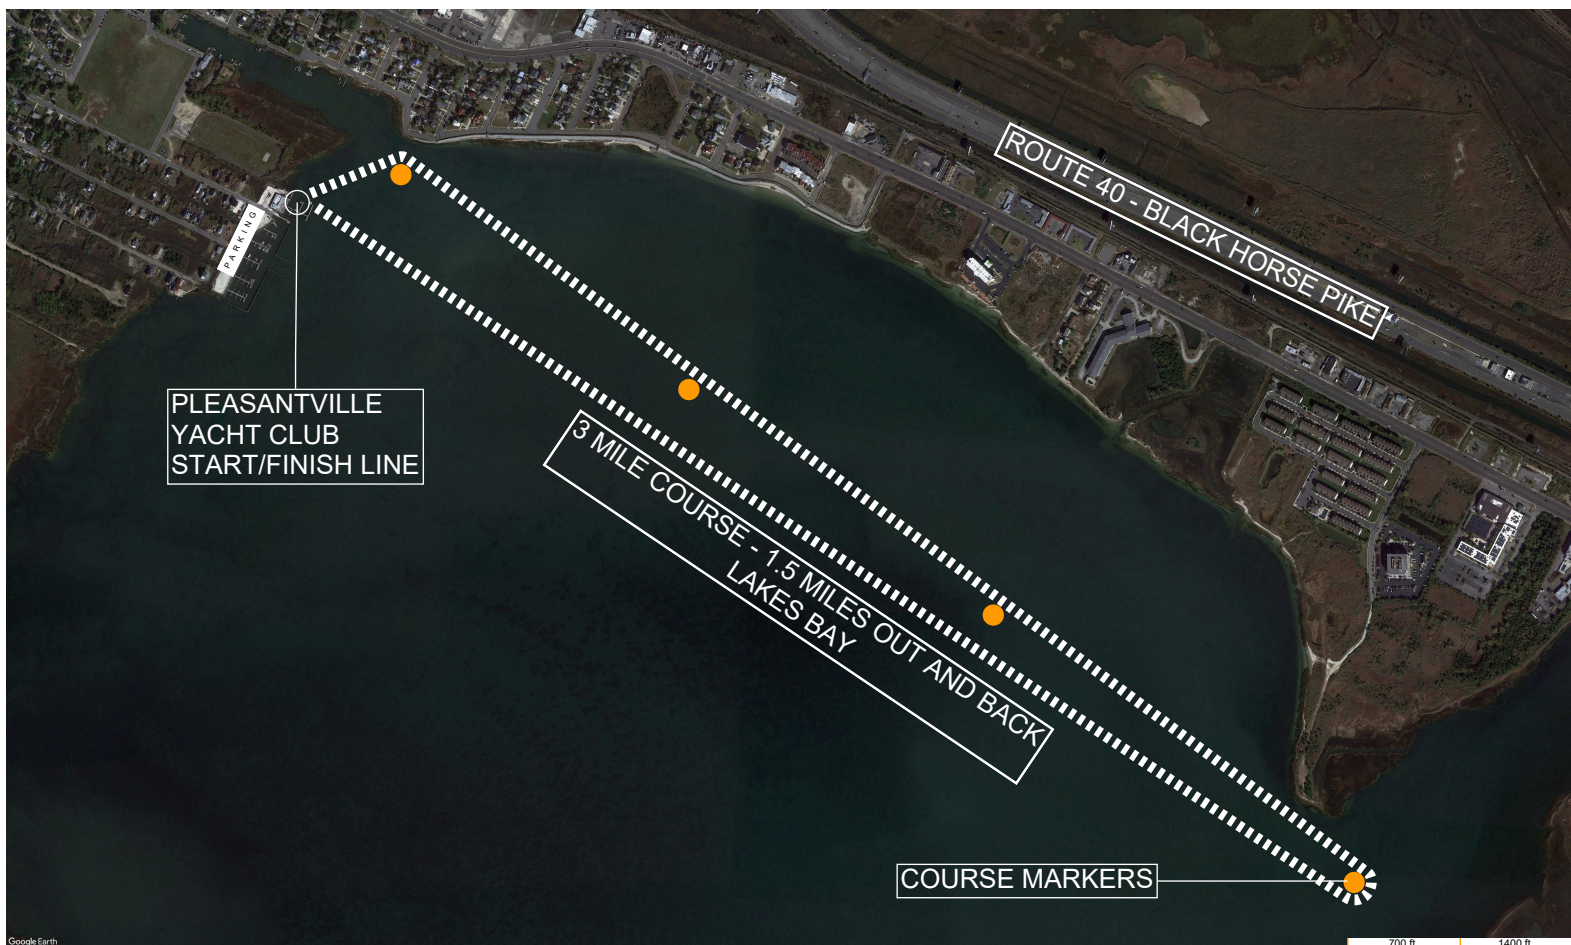 ROUTE 40 - BLACK HORSE PIKE
PARKING
PLEASANTVILLE
YACHT CLUB
START/FINISH LINE
3 MILE COURSE - 1.5 MILES OUT AND BACK
LAKES BAY
COURSE MARKERS
Google Earth
700 ft
1400 ft